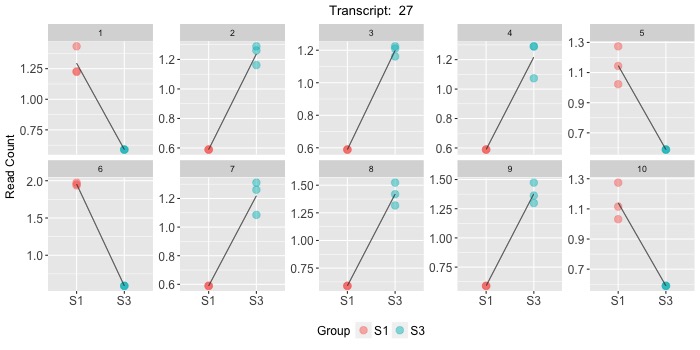 Transcript: 27
1 2 3 4 5
1.25 1.00 0.75
1.2 1.0 0.8 0.6
1.2 1.0 0.8 0.6
1.2 1.0 0.8 0.6
1.3 1.1 0.9 0.7
Read Count
6 7 8 9 10
2.0 1.5 1.0
1.2 1.0 0.8 0.6
1.50 1.25 1.00 0.75
1.50 1.25 1.00 0.75
1.3 1.1 0.9 0.7
S1 S3 S1 S3 S1 S3 S1 S3 S1 S3
Group S1 S3